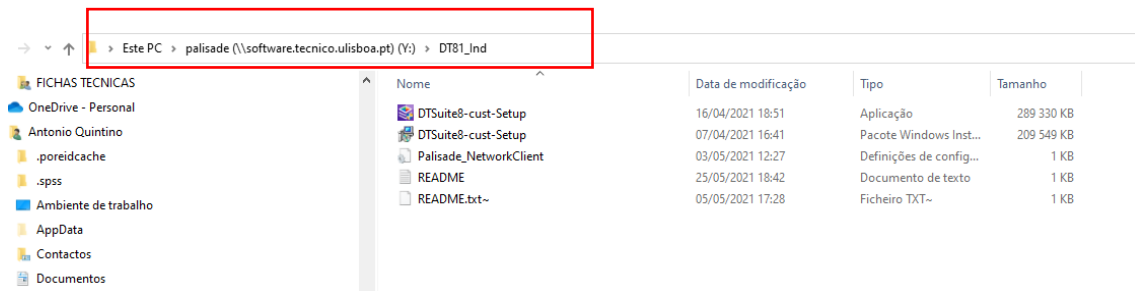 Este PC > palisade (\\software.tecnico.ulisboa.pt) (Y:) > DT81_Ind
FICHAS TECNICAS
OneDrive - Personal
Antonio Quintino
.poreidcache
.spss
Ambiente de trabalho
AppData
Contactos
Documentos
Nome Data de modificação Tipo Tamanho
DTSuite8-cust-Setup 16/04/2021 18:51 Aplicação 289 330 KB
DTSuite8-cust-Setup 07/04/2021 16:41 Pacote Windows Inst... 209 549 KB
Palisade_NetworkClient 03/05/2021 12:27 Definições de config... 1 KB
README 25/05/2021 18:42 Documento de texto 1 KB
README.txt~ 05/05/2021 17:28 Ficheiro TXT~ 1 KB